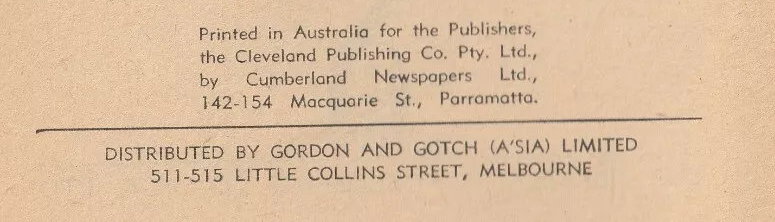 Printed in Australia for the Publishers,
the Cleveland Publishing Co. Pty. Ltd.,
by Cumberland Newspapers Ltd.,
142-154 Macquarie St., Parramatta.
DISTRIBUTED BY GORDON AND GOTCH (A'SIA) LIMITED
511-515 LITTLE COLLINS STREET, MELBOURNE